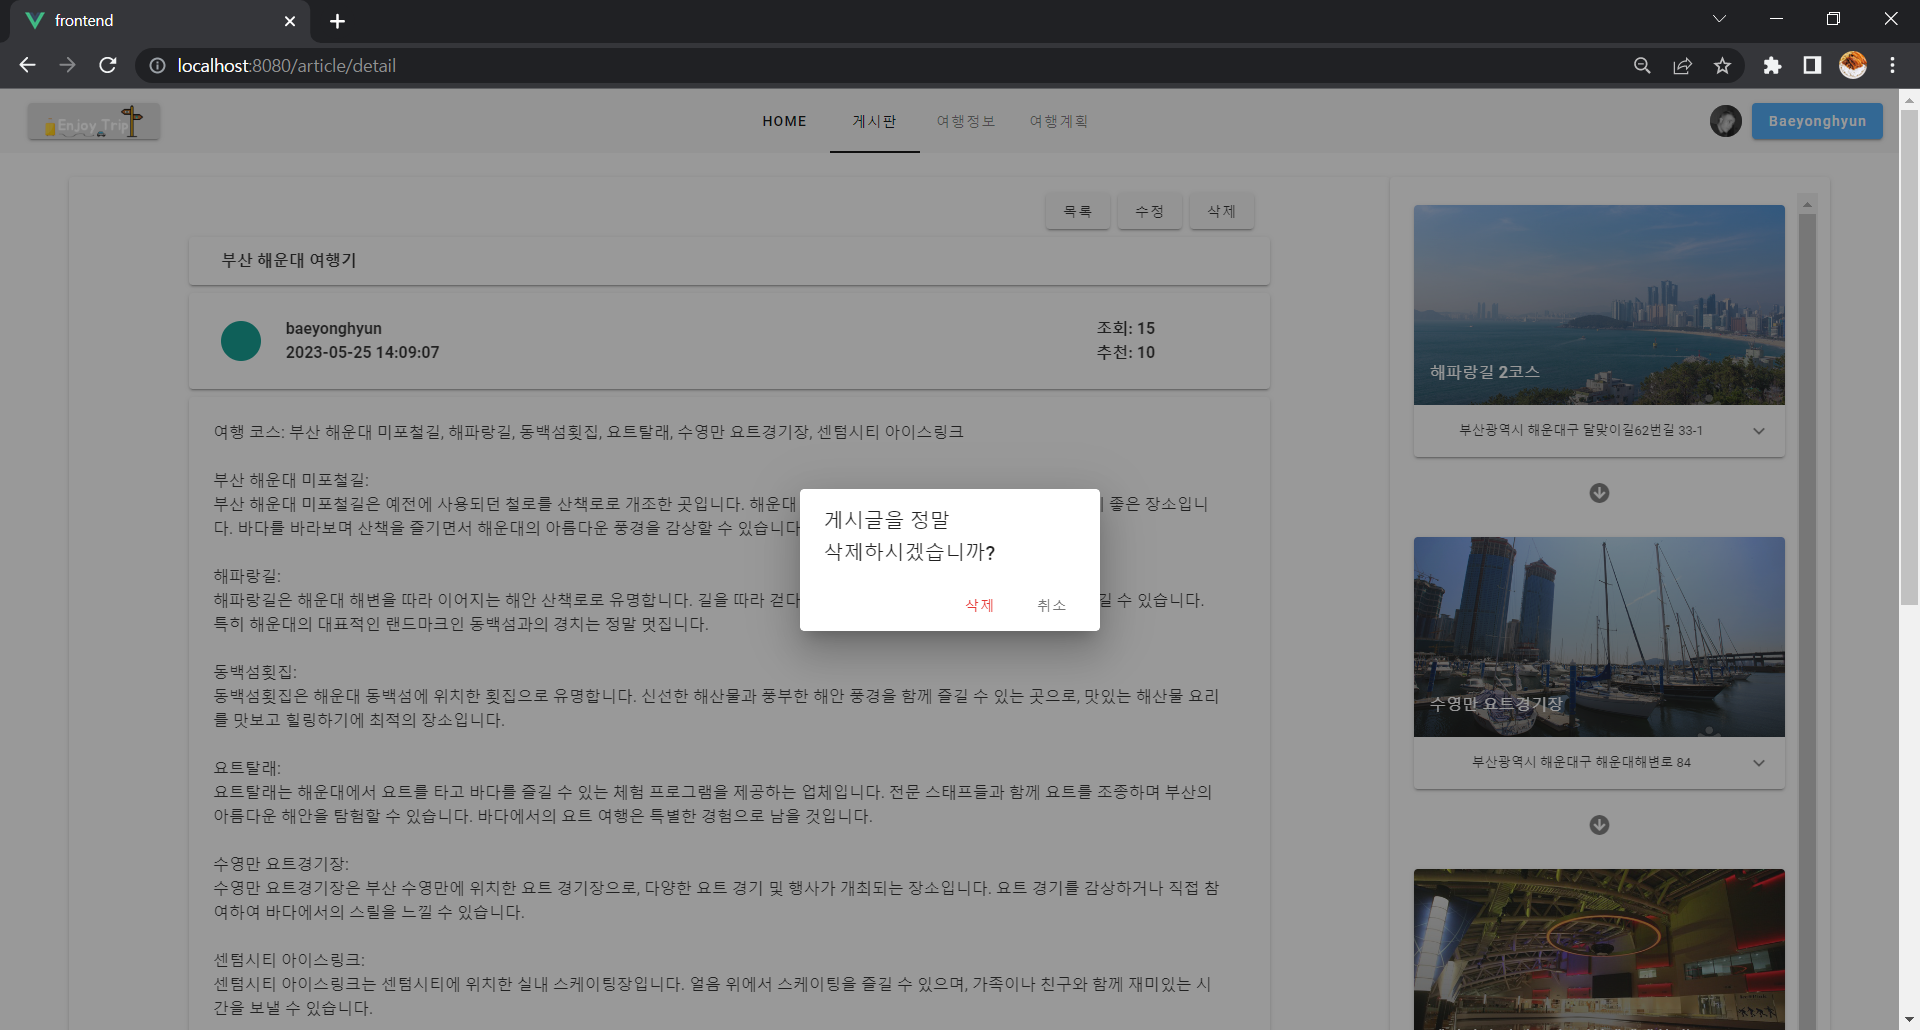 frontend
localhost:8080/article/detail
Enjoy Trip
HOME
게시판
여행정보
여행계획
Baeyonghyun
목록
수정
삭제
부산 해운대 여행기
baeyonghyun
2023-05-25 14:09:07
조회: 15
추천: 10
여행 코스: 부산 해운대 미포철길, 해파랑길, 동백섬횟집, 요트탈래, 수영만 요트경기장, 센텀시티 아이스링크
부산 해운대 미포철길:
부산 해운대 미포철길은 예전에 사용되던 철로를 산책로로 개조한 곳입니다. 해운대 좋은 장소입니
다. 바다를 바라보며 산책을 즐기면서 해운대의 아름다운 풍경을 감상할 수 있습니다
해파랑길:
해파랑길은 해운대 해변을 따라 이어지는 해안 산책로로 유명합니다. 길을 따라 걷다 길 수 있습니다.
특히 해운대의 대표적인 랜드마크인 동백섬과의 경치는 정말 멋집니다.
동백섬횟집:
동백섬횟집은 해운대 동백섬에 위치한 횟집으로 유명합니다. 신선한 해산물과 풍부한 해안 풍경을 함께 즐길 수 있는 곳으로, 맛있는 해산물 요리
를 맛보고 힐링하기에 최적의 장소입니다.
요트탈래:
요트탈래는 해운대에서 요트를 타고 바다를 즐길 수 있는 체험 프로그램을 제공하는 업체입니다. 전문 스태프들과 함께 요트를 조종하며 부산의
아름다운 해안을 탐험할 수 있습니다. 바다에서의 요트 여행은 특별한 경험으로 남을 것입니다.
수영만 요트경기장:
수영만 요트경기장은 부산 수영만에 위치한 요트 경기장으로, 다양한 요트 경기 및 행사가 개최되는 장소입니다. 요트 경기를 감상하거나 직접 참
여하여 바다에서의 스릴을 느낄 수 있습니다.
센텀시티 아이스링크:
센텀시티 아이스링크는 센텀시티에 위치한 실내 스케이팅장입니다. 얼음 위에서 스케이팅을 즐길 수 있으며, 가족이나 친구와 함께 재미있는 시
간을 보낼 수 있습니다.
게시글을 정말
삭제하시겠습니까?
삭제
취소
해파랑길 2코스
부산광역시 해운대구 달맞이길62번길 33-1
수영만 요트경기장
부산광역시 해운대구 해운대해변로 84